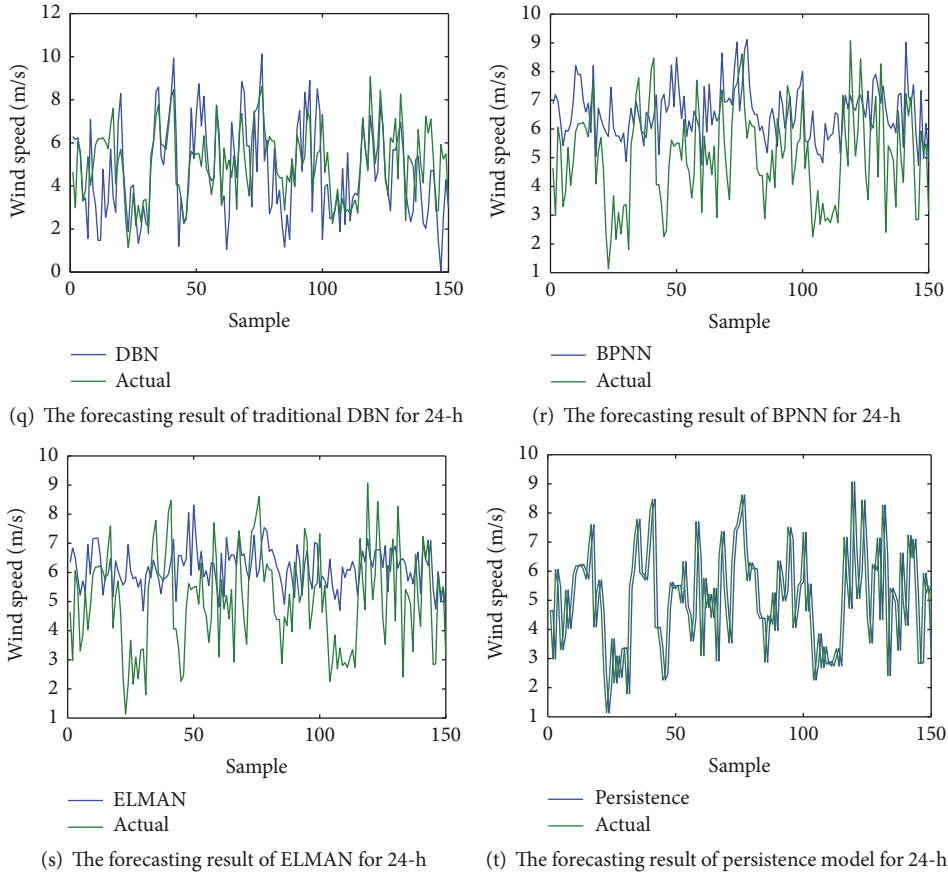 12
10
8
6
4
2
0
Wind speed (m/s)
0 50 100 150
Sample
DBN
Actual
(q) The forecasting result of traditional DBN for 24-h
10
9
8
7
6
5
4
3
2
1
Wind speed (m/s)
0 50 100 150
Sample
BPNN
Actual
(r) The forecasting result of BPNN for 24-h
10
9
8
7
6
5
4
3
2
1
Wind speed (m/s)
0 50 100 150
Sample
ELMAN
Actual
(s) The forecasting result of ELMAN for 24-h
10
9
8
7
6
5
4
3
2
1
Wind speed (m/s)
0 50 100 150
Sample
Persistence
Actual
(t) The forecasting result of persistence model for 24-h